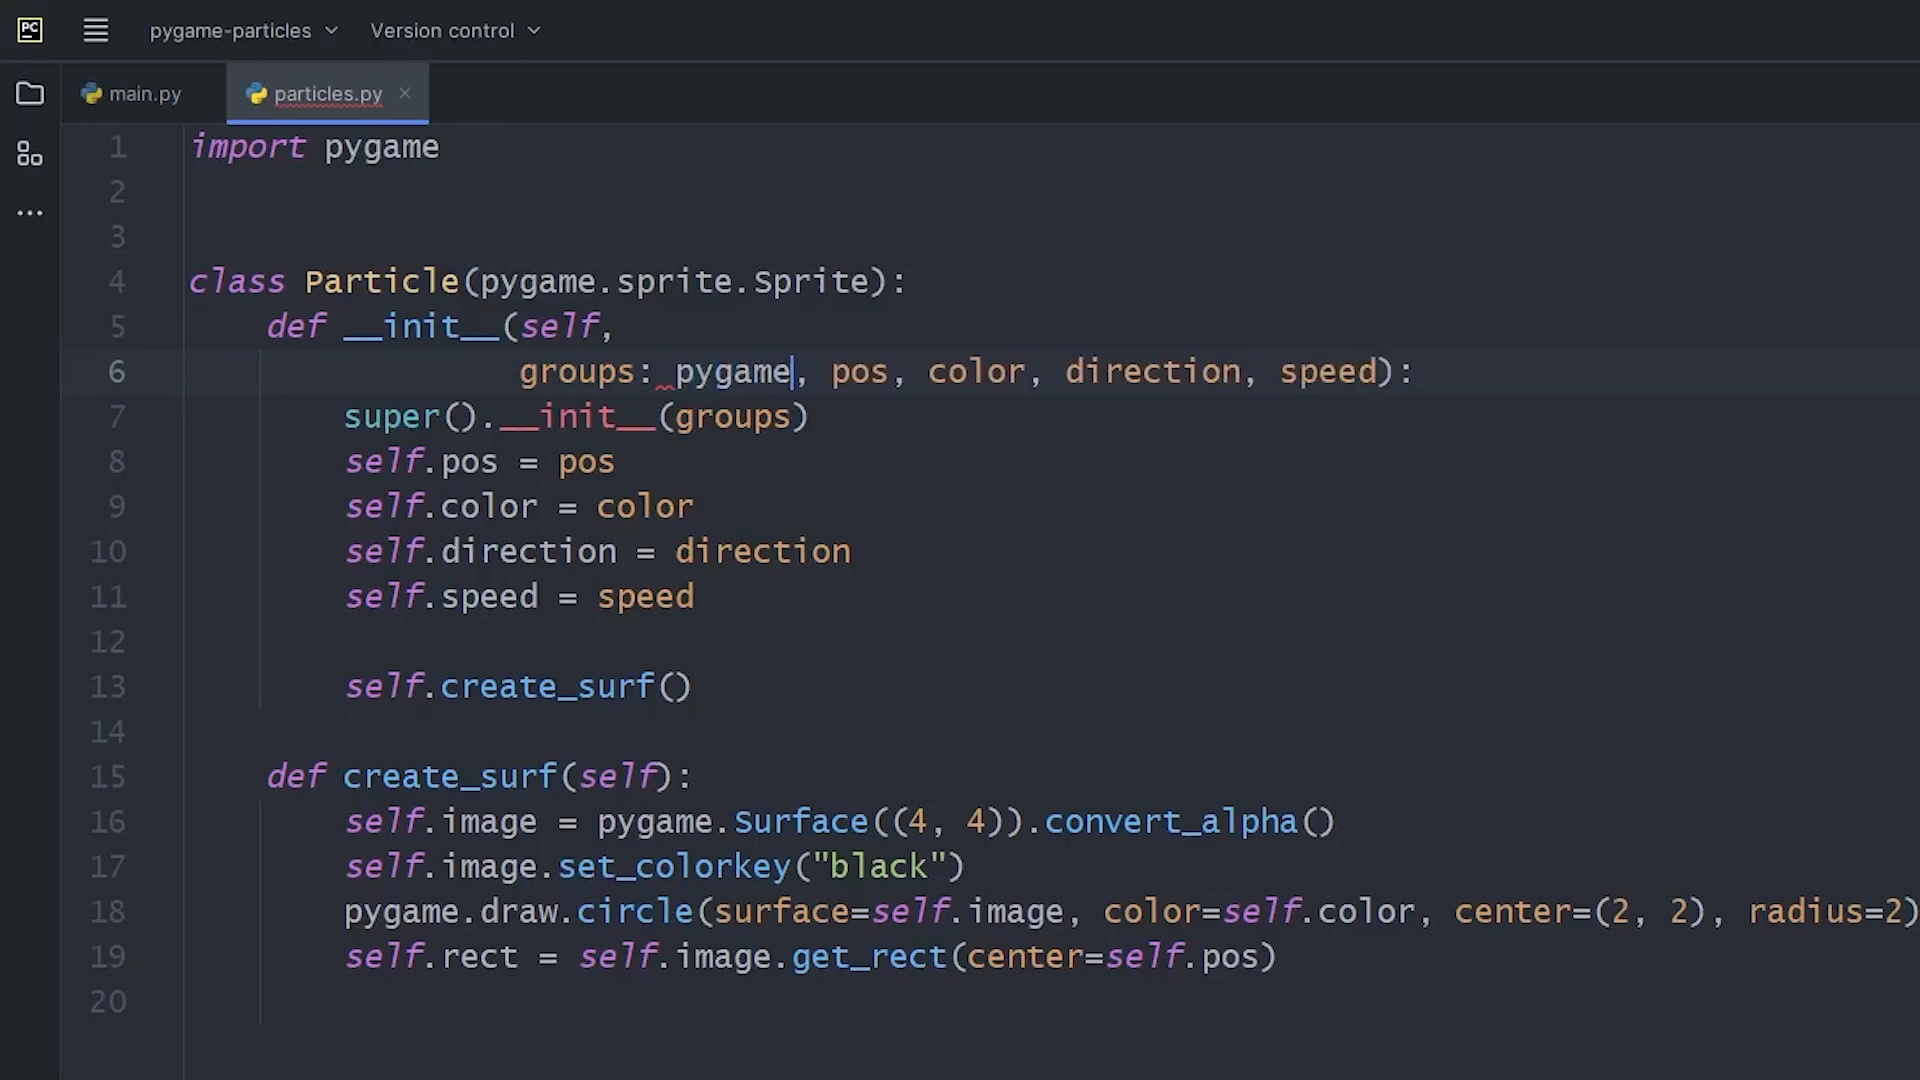 PC
pygame-particles
Version control
main.py
particles.py
1 import pygame
2
3
4 class Particle(pygame.sprite.Sprite):
5 def __init__(self,
6 groups: pygame, pos, color, direction, speed):
7 super().__init__(groups)
8 self.pos = pos
9 self.color = color
10 self.direction = direction
11 self.speed = speed
12
13 self.create_surf()
14
15 def create_surf(self):
16 self.image = pygame.Surface((4, 4)).convert_alpha()
17 self.image.set_colorkey("black")
18 pygame.draw.circle(surface=self.image, color=self.color, center=(2, 2), radius=2)
19 self.rect = self.image.get_rect(center=self.pos)
20